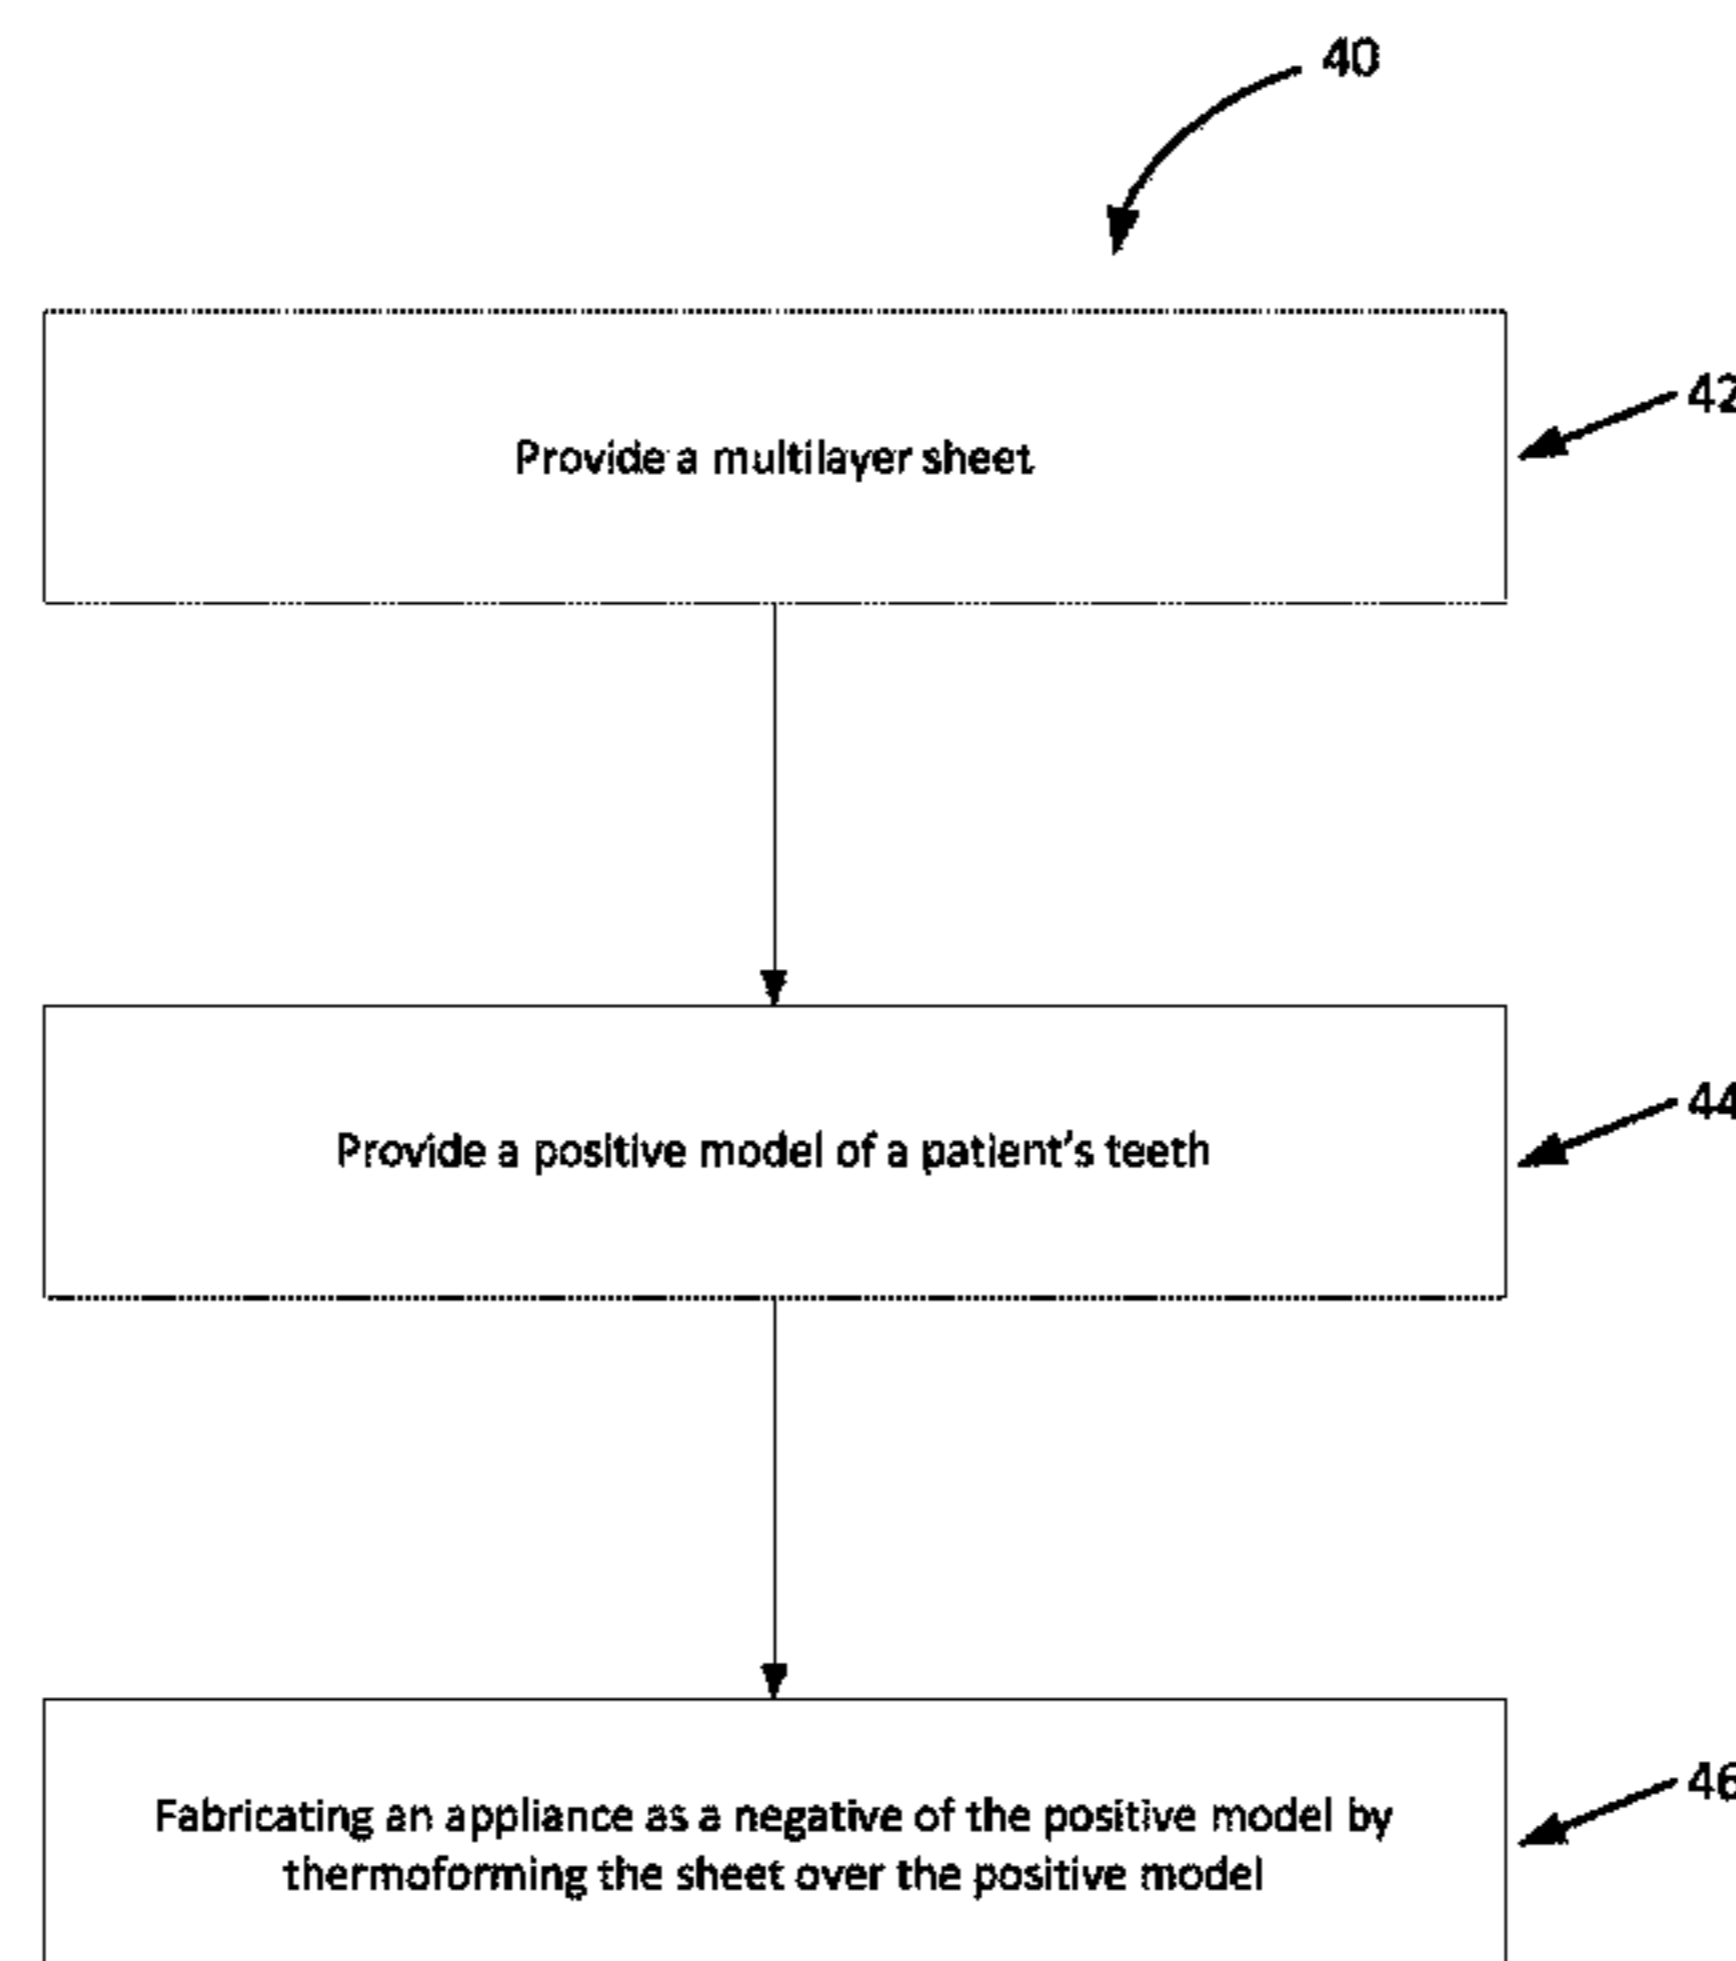 40
Provide a multilayer sheet
42
Provide a positive model of a patient's teeth
44
Fabricating an appliance as a negative of the positive model by
thermoforming the sheet over the positive model
46